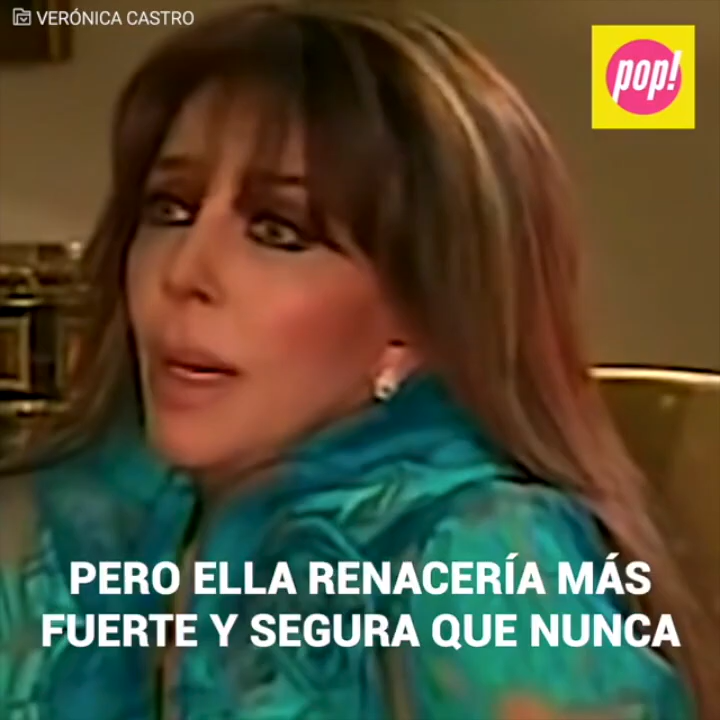 VERÓNICA CASTRO
pop!
PERO ELLA RENACERÍA MÁS
FUERTE Y SEGURA QUE NUNCA